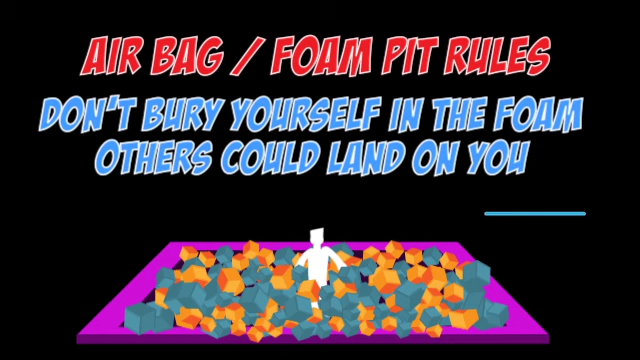 AIR BAG / FOAM PIT RULES
DON'T BURY YOURSELF IN THE FOAM
OTHERS COULD LAND ON YOU